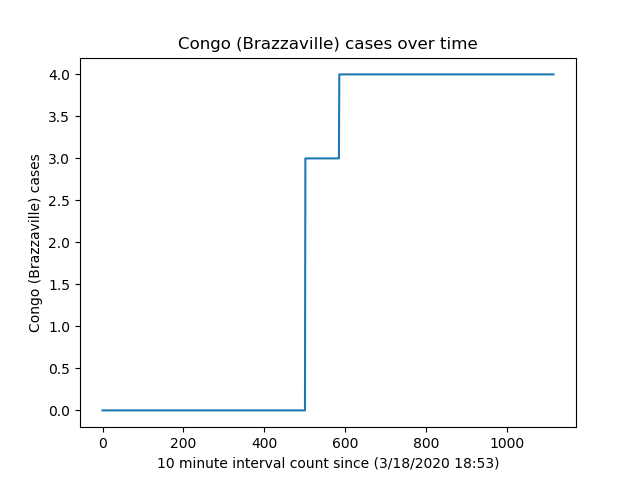 Congo (Brazzaville) cases over time
4.0
3.5
3.0
2.5
2.0
1.5
1.0
0.5
0.0
Congo (Brazzaville) cases
0 200 400 600 800 1000
10 minute interval count since (3/18/2020 18:53)